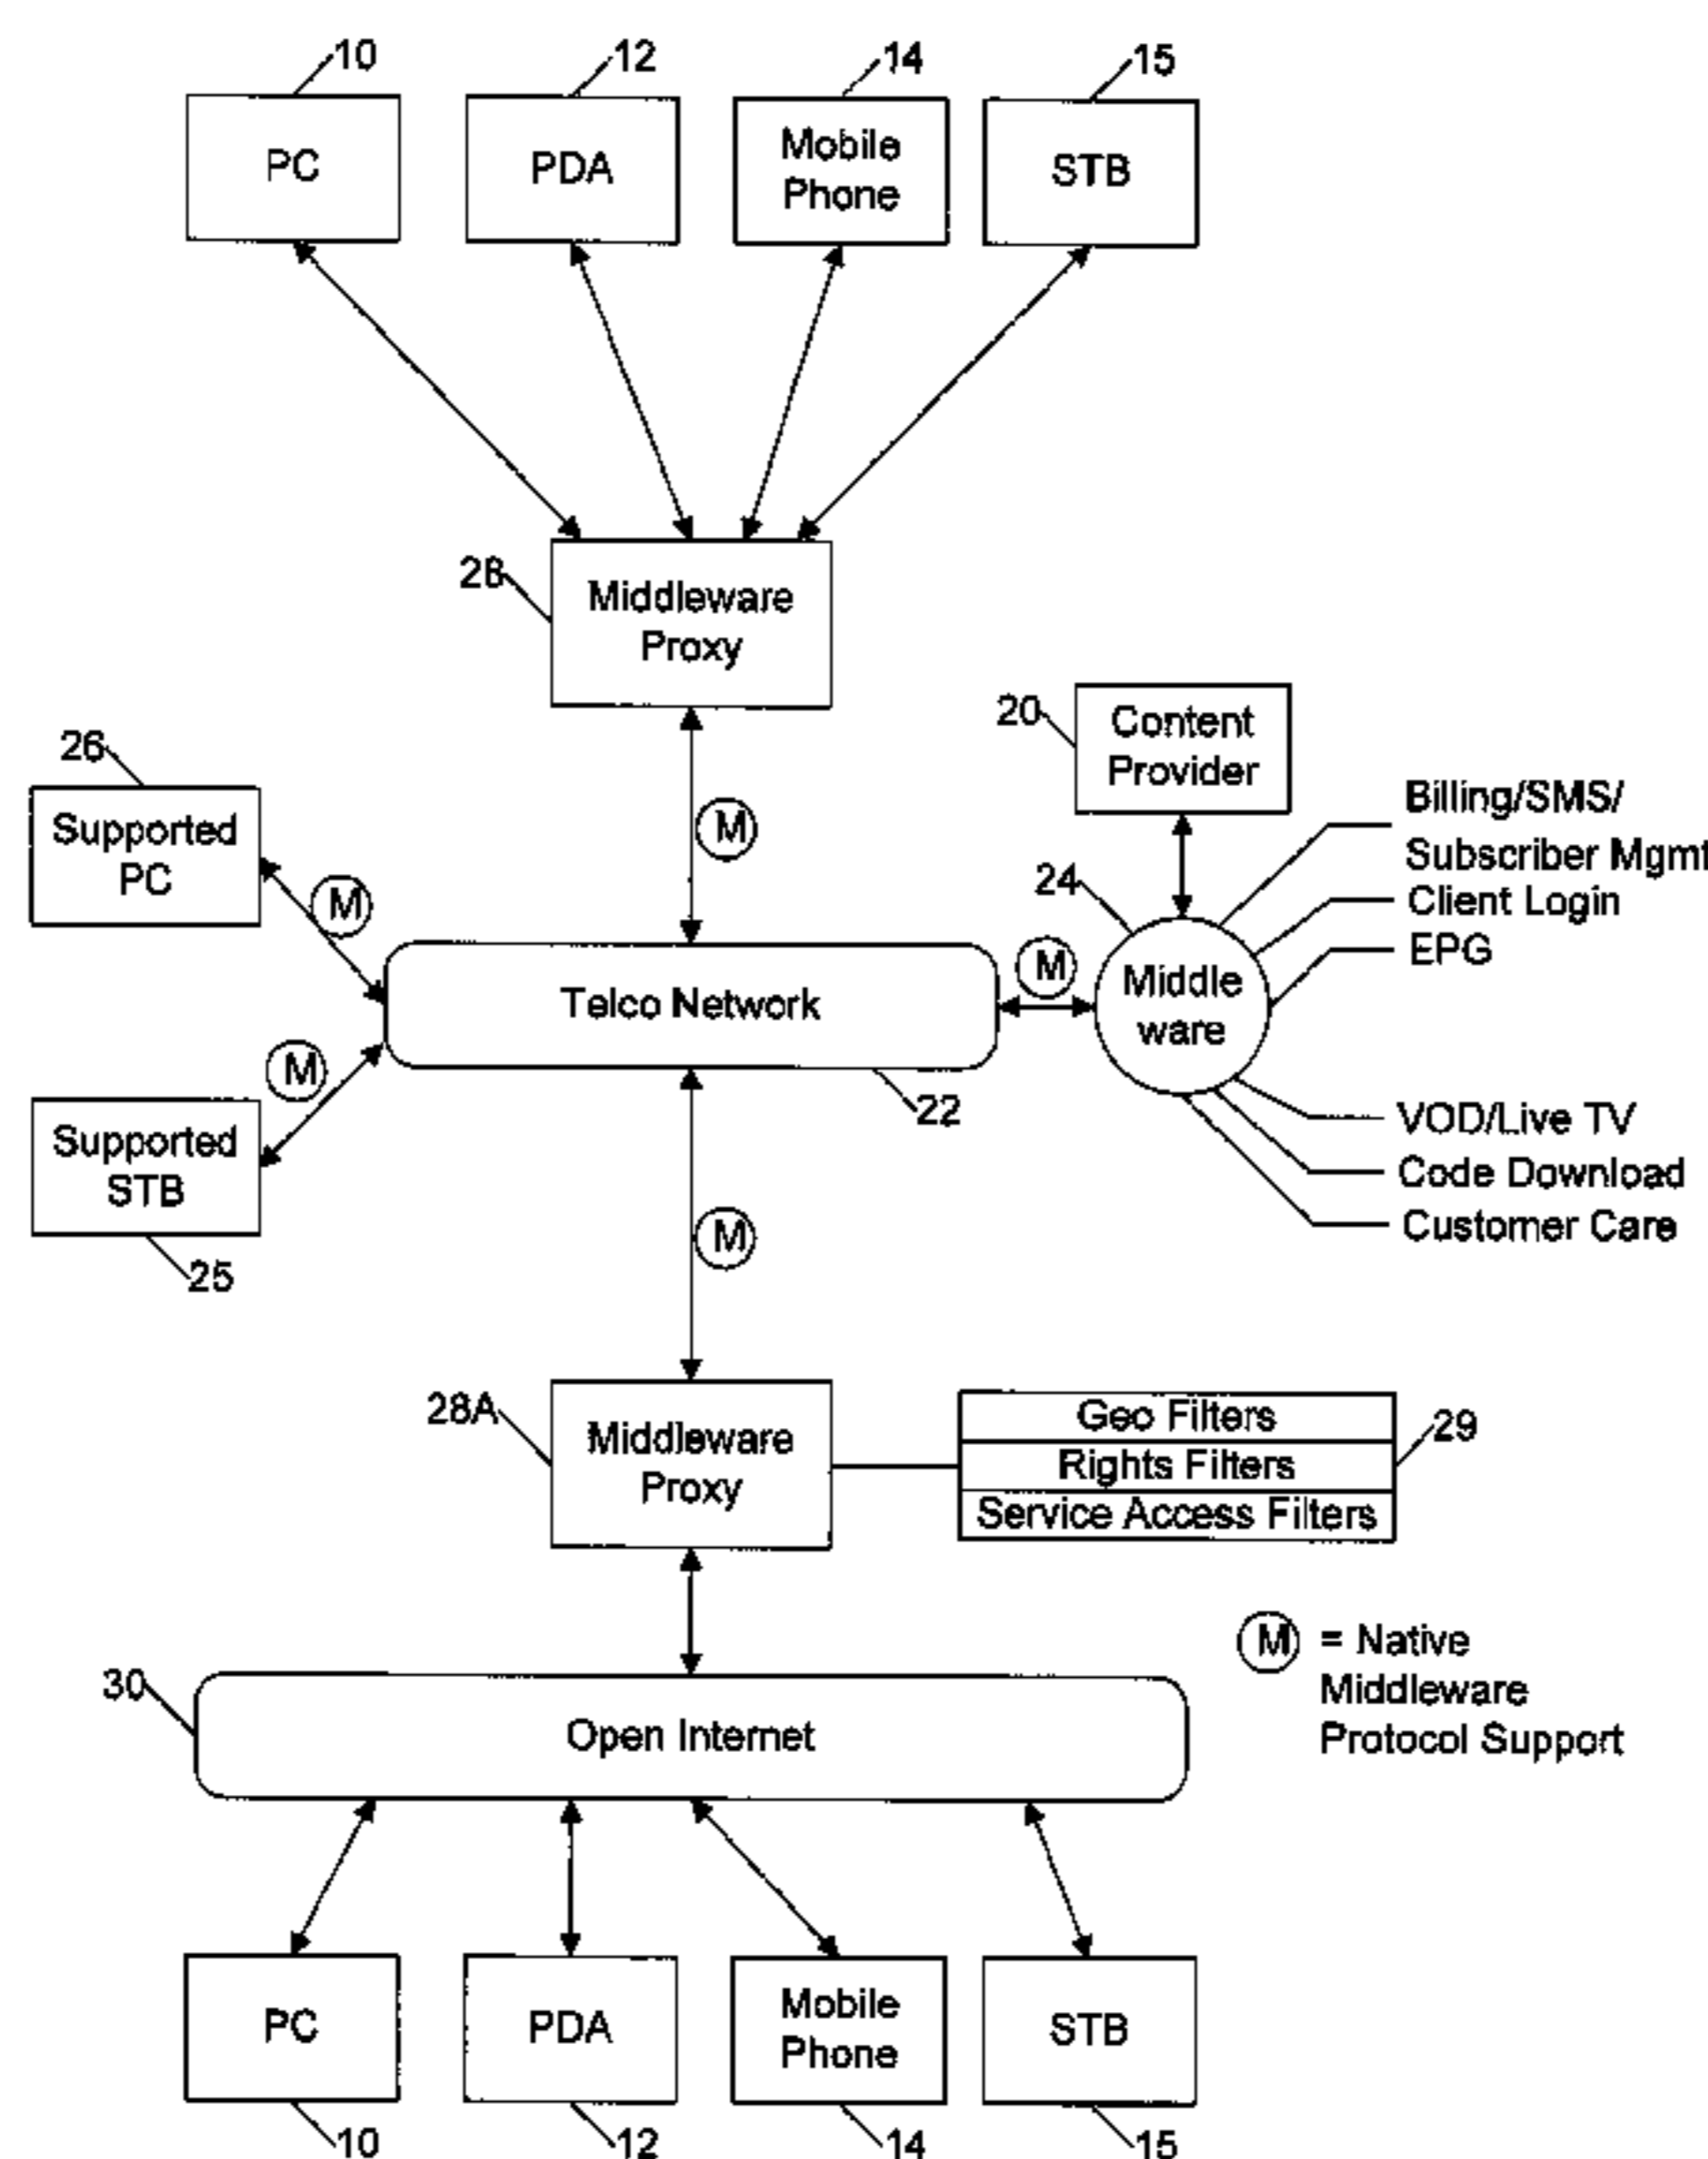 10
12
14
15
PC
PDA
Mobile
Phone
STB
28
Middleware
Proxy
20
Content
Provider
26
Supported
PC
M
Billing/SMS/
Subscriber Mgmt
24
Client Login
EPG
M
M
Telco Network
Middle
ware
M
22
VOD/Live TV
Supported
STB
Code Download
Customer Care
25
M
28A
Middleware
Proxy
Geo Filters
29
Rights Filters
Service Access Filters
M = Native
Middleware
Protocol Support
30
Open Internet
PC
PDA
Mobile
Phone
STB
10
12
14
15